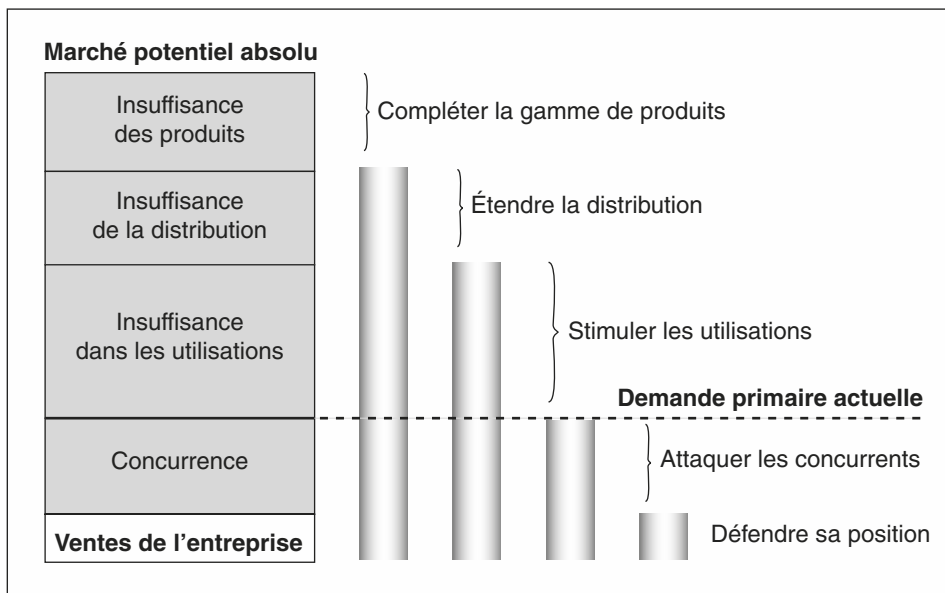 Marché potentiel absolu
Insuffisance
des produits
Compléter la gamme de produits
Insuffisance
de la distribution
Étendre la distribution
Insuffisance
dans les utilisations
Stimuler les utilisations
Demande primaire actuelle
Concurrence
Attaquer les concurrents
Ventes de l’entreprise
Défendre sa position